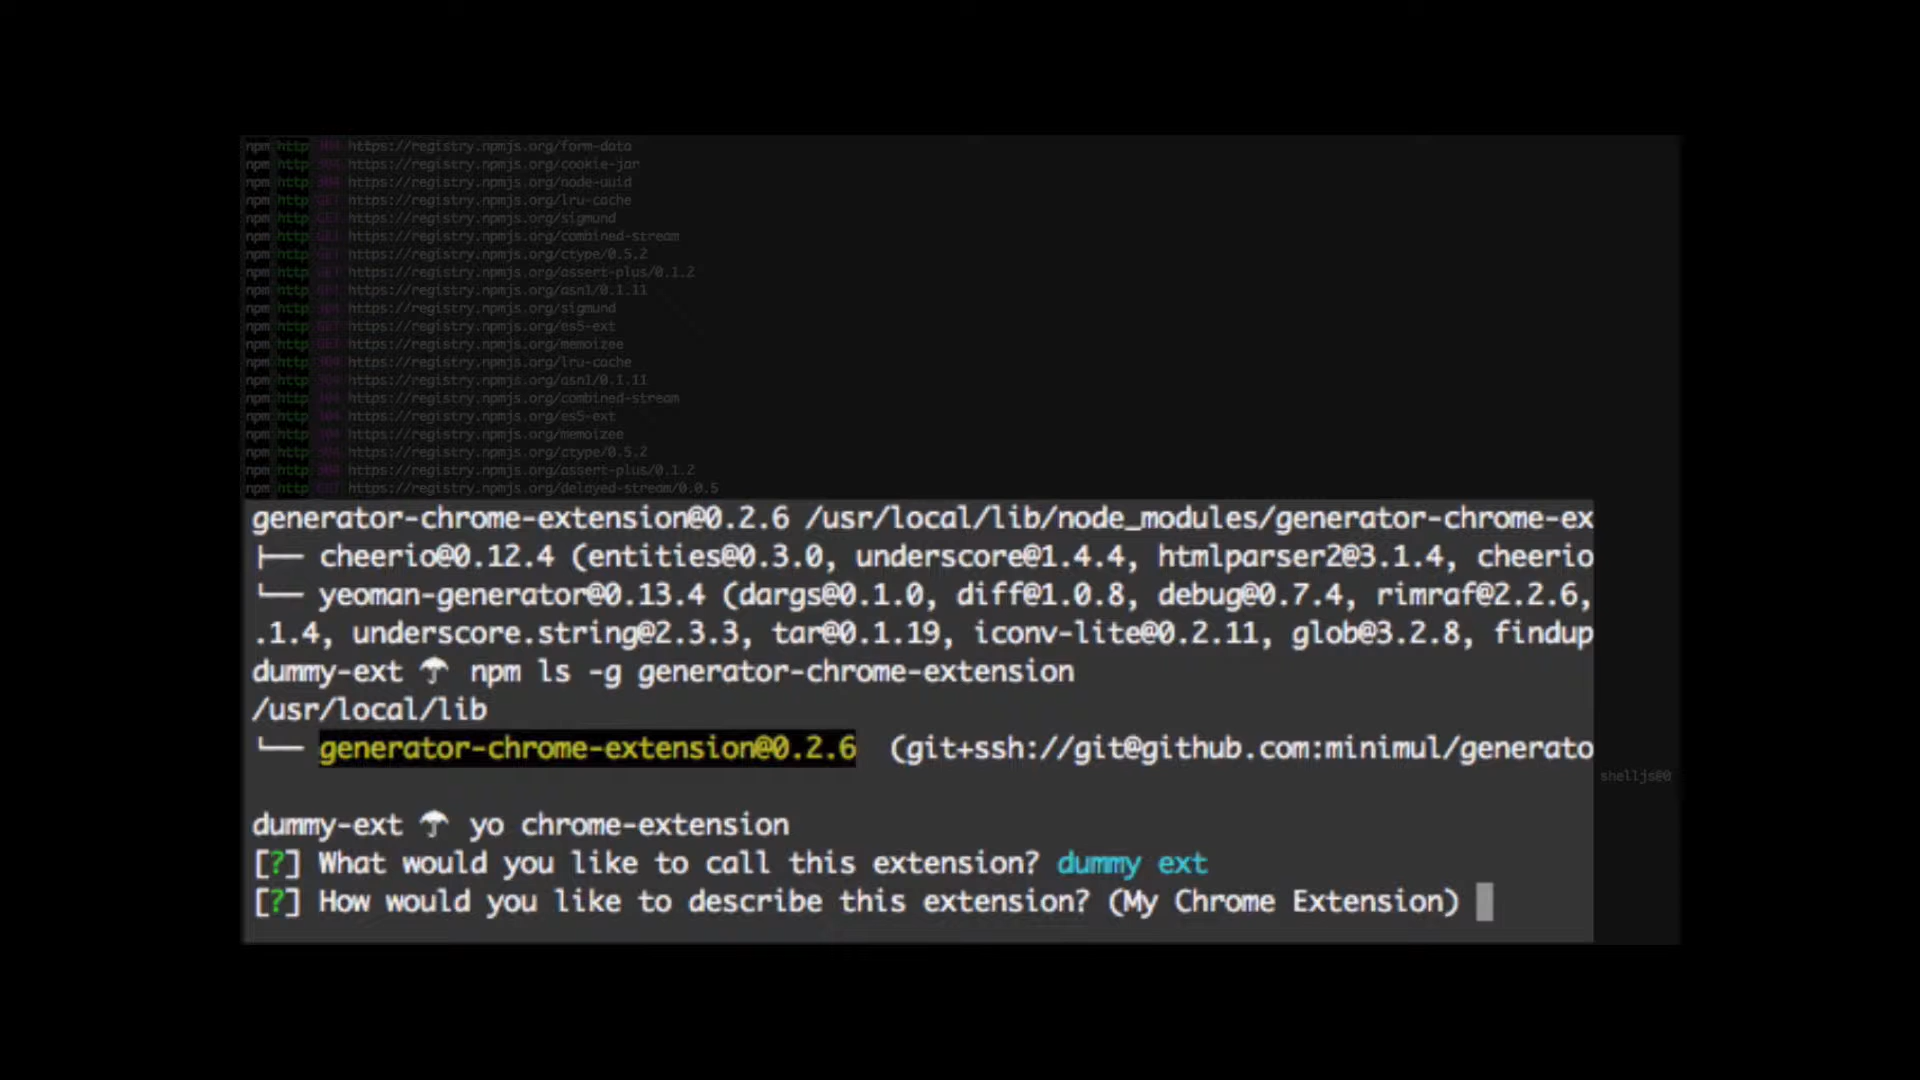 npm http 304 https://registry.npmjs.org/form-data
npm http 304 https://registry.npmjs.org/cookie-jar
npm http 304 https://registry.npmjs.org/node-uuid
npm http GET https://registry.npmjs.org/lru-cache
npm http GET https://registry.npmjs.org/sigmund
npm http GET https://registry.npmjs.org/combined-stream
npm http GET https://registry.npmjs.org/ctype/0.5.2
npm http GET https://registry.npmjs.org/assert-plus/0.1.2
npm http GET https://registry.npmjs.org/asn1/0.1.11
npm http 304 https://registry.npmjs.org/sigmund
npm http GET https://registry.npmjs.org/es5-ext
npm http GET https://registry.npmjs.org/memoizee
npm http 304 https://registry.npmjs.org/lru-cache
npm http 304 https://registry.npmjs.org/asn1/0.1.11
npm http 304 https://registry.npmjs.org/combined-stream
npm http 304 https://registry.npmjs.org/es5-ext
npm http 304 https://registry.npmjs.org/memoizee
npm http 304 https://registry.npmjs.org/ctype/0.5.2
npm http 304 https://registry.npmjs.org/assert-plus/0.1.2
npm http GET https://registry.npmjs.org/delayed-stream/0.0.5
generator-chrome-extension@0.2.6 /usr/local/lib/node_modules/generator-chrome-ex
├── cheerio@0.12.4 (entities@0.3.0, underscore@1.4.4, htmlparser2@3.1.4, cheerio
└── yeoman-generator@0.13.4 (dargs@0.1.0, diff@1.0.8, debug@0.7.4, rimraf@2.2.6,
.1.4, underscore.string@2.3.3, tar@0.1.19, iconv-lite@0.2.11, glob@3.2.8, findup
dummy-ext ☂ npm ls -g generator-chrome-extension
/usr/local/lib
└── generator-chrome-extension@0.2.6 (git+ssh://git@github.com:minimul/generato
shelljs@0
dummy-ext ☂ yo chrome-extension
[?] What would you like to call this extension? dummy ext
[?] How would you like to describe this extension? (My Chrome Extension)